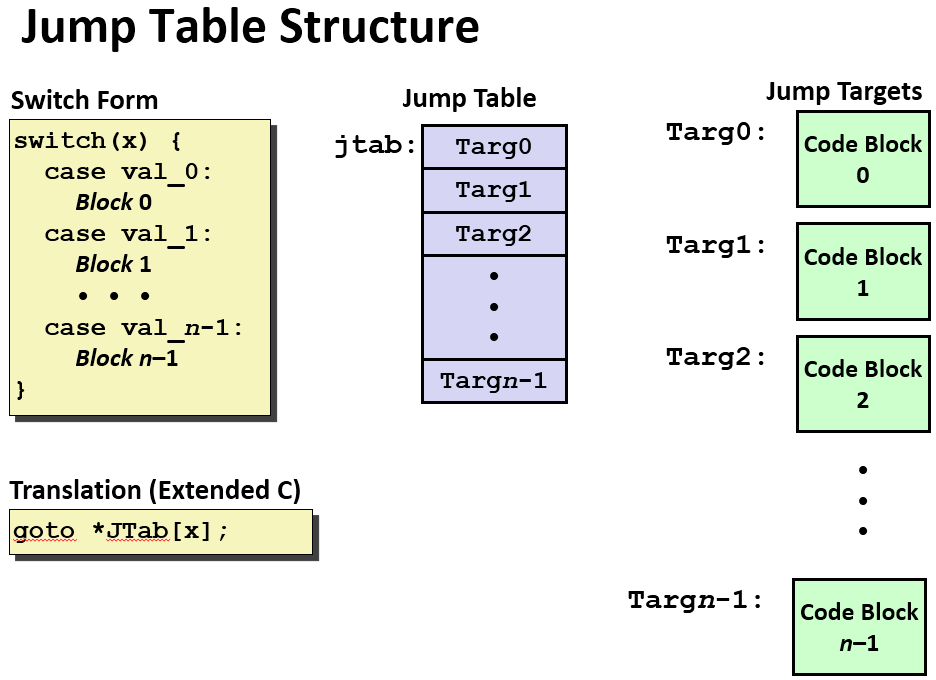 Jump Table Structure
Switch Form
switch(x) {
case val_0:
Block 0
case val_1:
Block 1
• • •
case val_n-1:
Block n–1
}
Translation (Extended C)
goto *JTab[x];
Jump Table
jtab:
Targ0
Targ1
Targ2
•
•
•
Targn-1
Jump Targets
Targ0:
Code Block
0
Targ1:
Code Block
1
Targ2:
Code Block
2
•
•
•
Targn-1:
Code Block
n–1